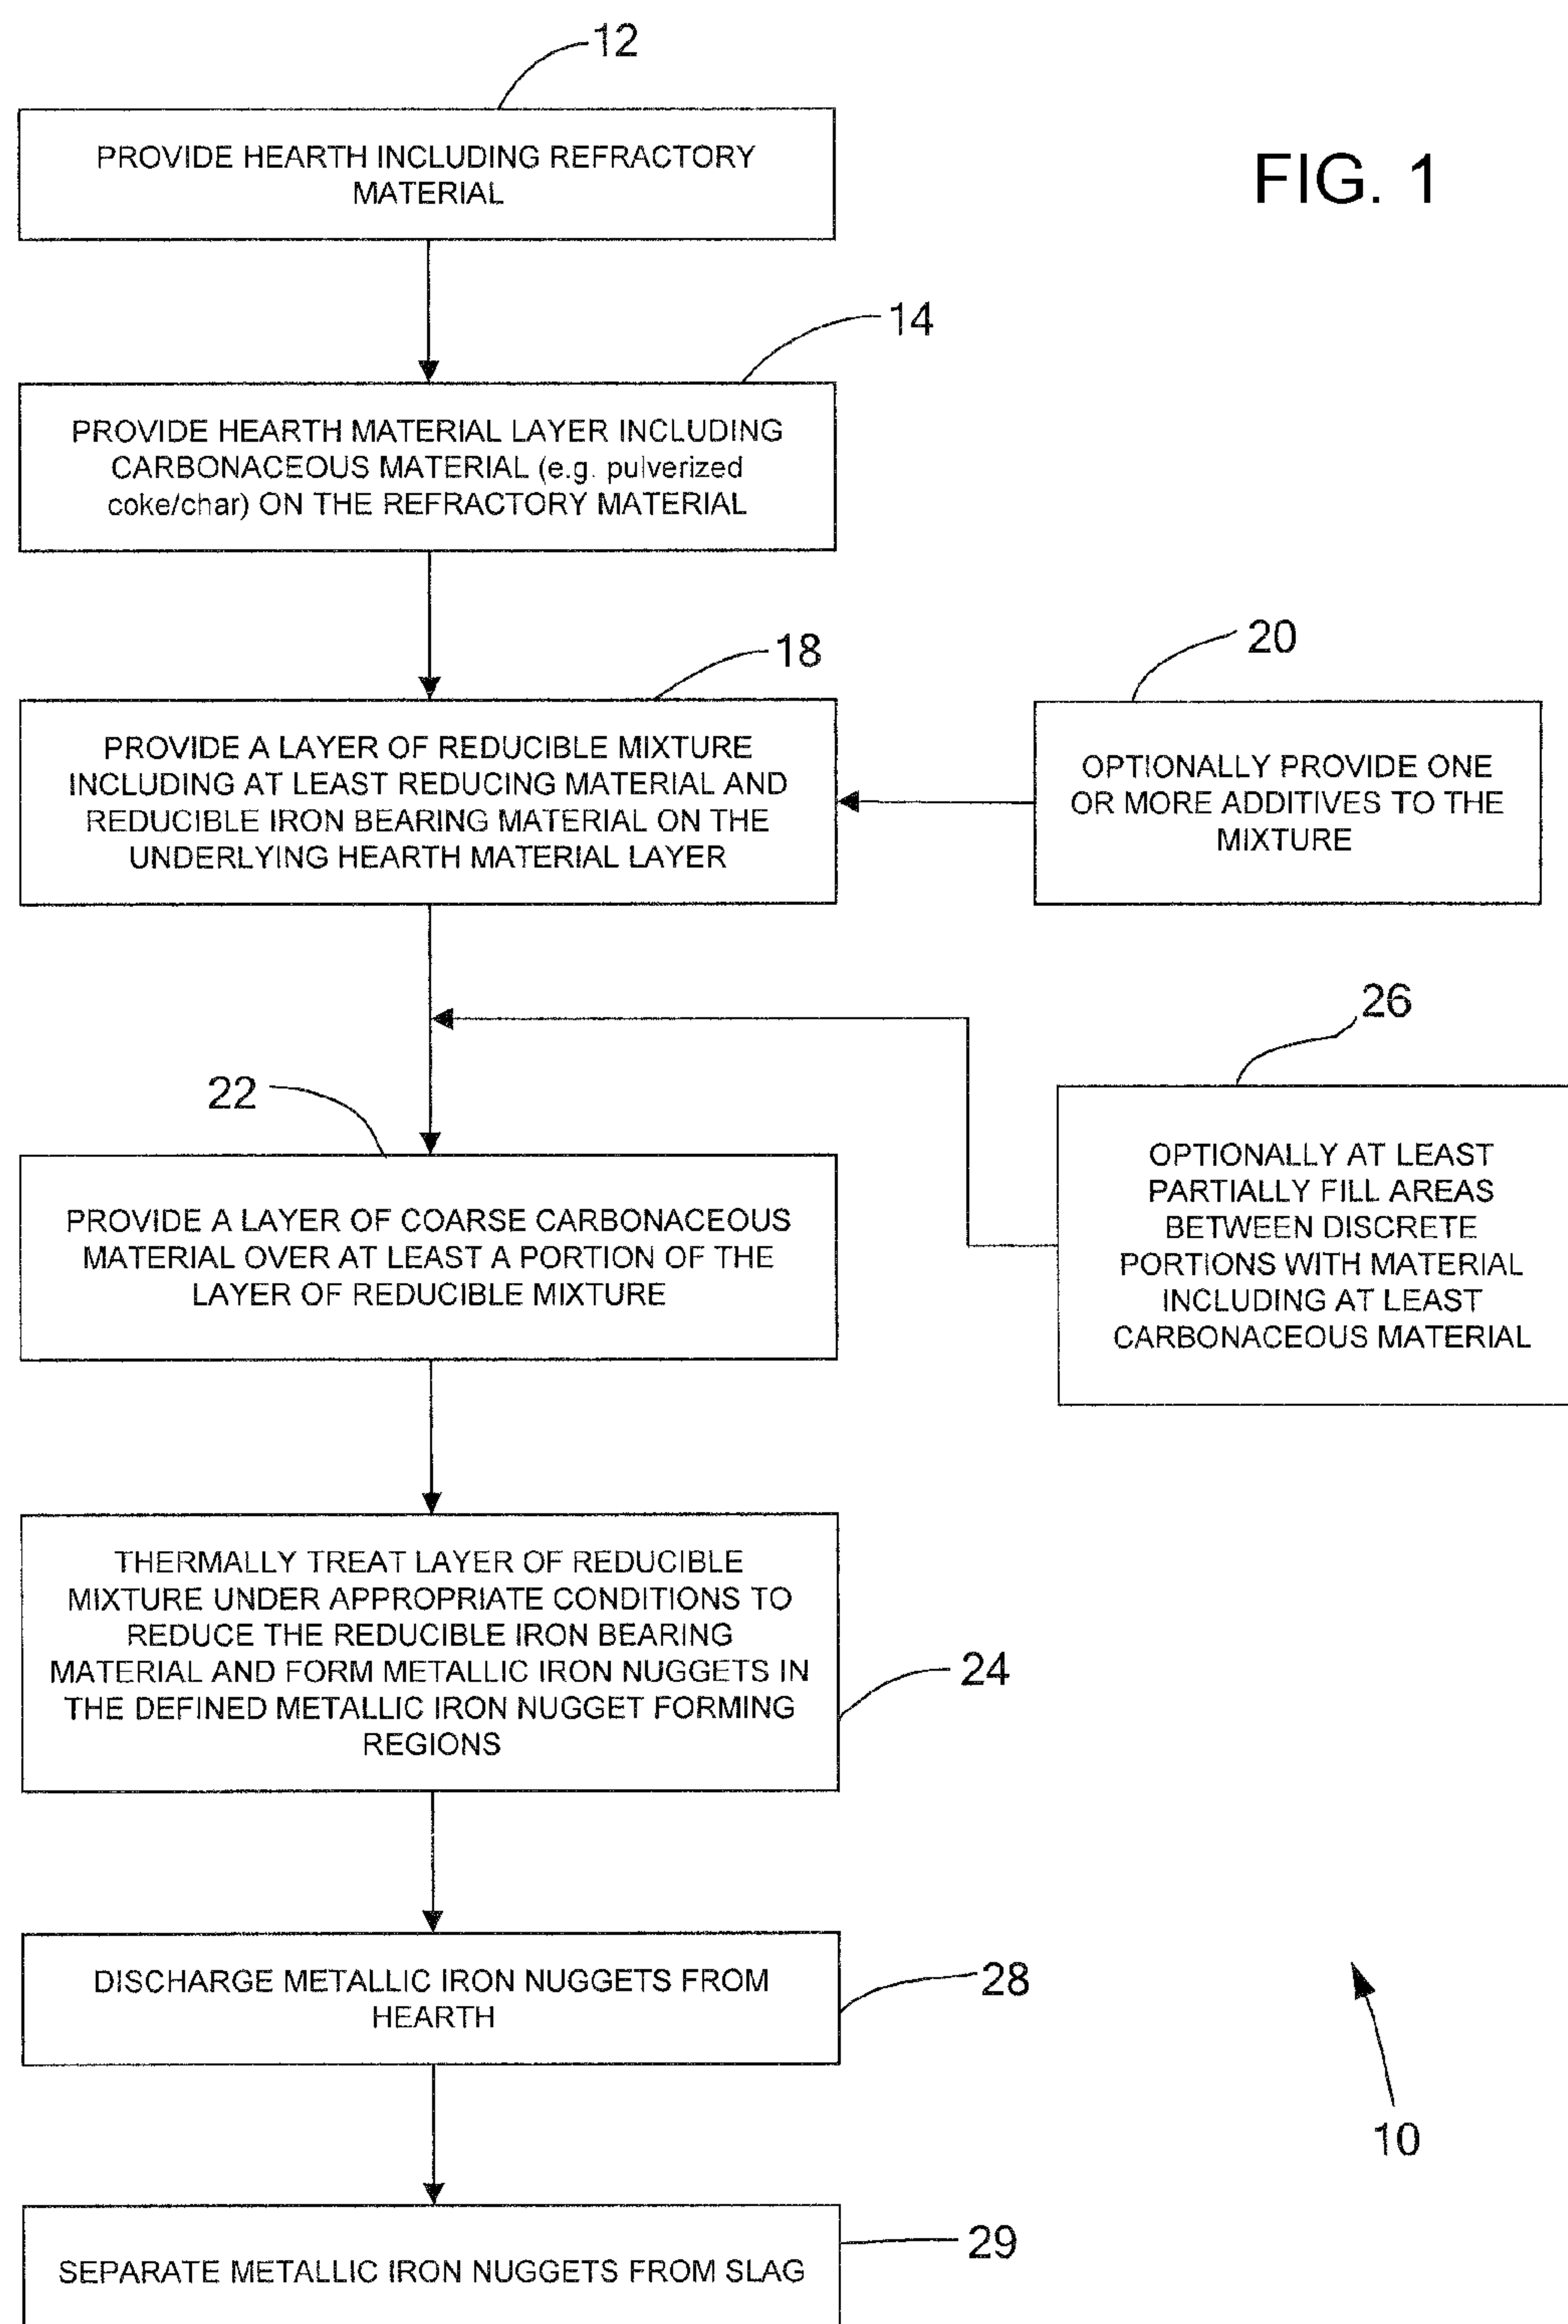 12
PROVIDE HEARTH INCLUDING REFRACTORY
MATERIAL
FIG. 1
14
PROVIDE HEARTH MATERIAL LAYER INCLUDING
CARBONACEOUS MATERIAL (e.g. pulverized
coke/char) ON THE REFRACTORY MATERIAL
18
PROVIDE A LAYER OF REDUCIBLE MIXTURE
INCLUDING AT LEAST REDUCING MATERIAL AND
REDUCIBLE IRON BEARING MATERIAL ON THE
UNDERLYING HEARTH MATERIAL LAYER
20
OPTIONALLY PROVIDE ONE
OR MORE ADDITIVES TO THE
MIXTURE
26
OPTIONALLY AT LEAST
PARTIALLY FILL AREAS
BETWEEN DISCRETE
PORTIONS WITH MATERIAL
INCLUDING AT LEAST
CARBONACEOUS MATERIAL
22
PROVIDE A LAYER OF COARSE CARBONACEOUS
MATERIAL OVER AT LEAST A PORTION OF THE
LAYER OF REDUCIBLE MIXTURE
THERMALLY TREAT LAYER OF REDUCIBLE
MIXTURE UNDER APPROPRIATE CONDITIONS TO
REDUCE THE REDUCIBLE IRON BEARING
MATERIAL AND FORM METALLIC IRON NUGGETS IN
THE DEFINED METALLIC IRON NUGGET FORMING
REGIONS
24
DISCHARGE METALLIC IRON NUGGETS FROM
HEARTH
28
10
SEPARATE METALLIC IRON NUGGETS FROM SLAG
29